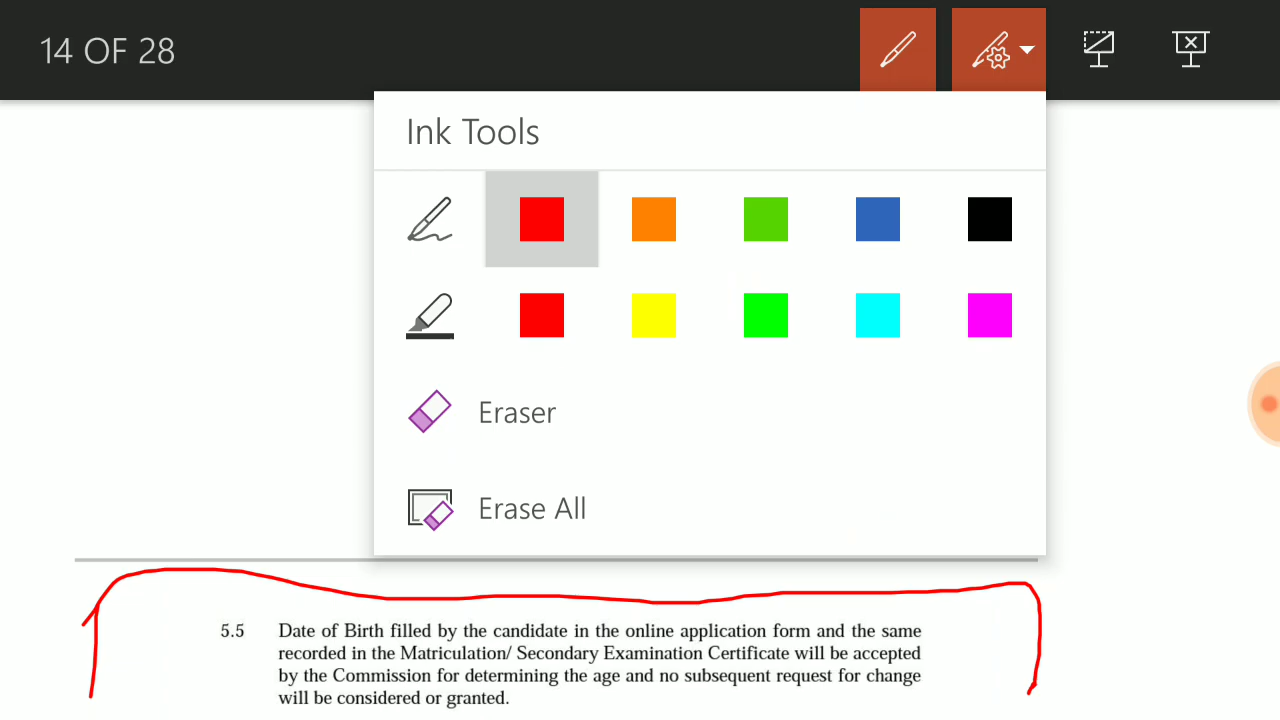 14 OF 28
Ink Tools
Eraser
Erase All
5.5 Date of Birth filled by the candidate in the online application form and the same
recorded in the Matriculation/ Secondary Examination Certificate will be accepted
by the Commission for determining the age and no subsequent request for change
will be considered or granted.